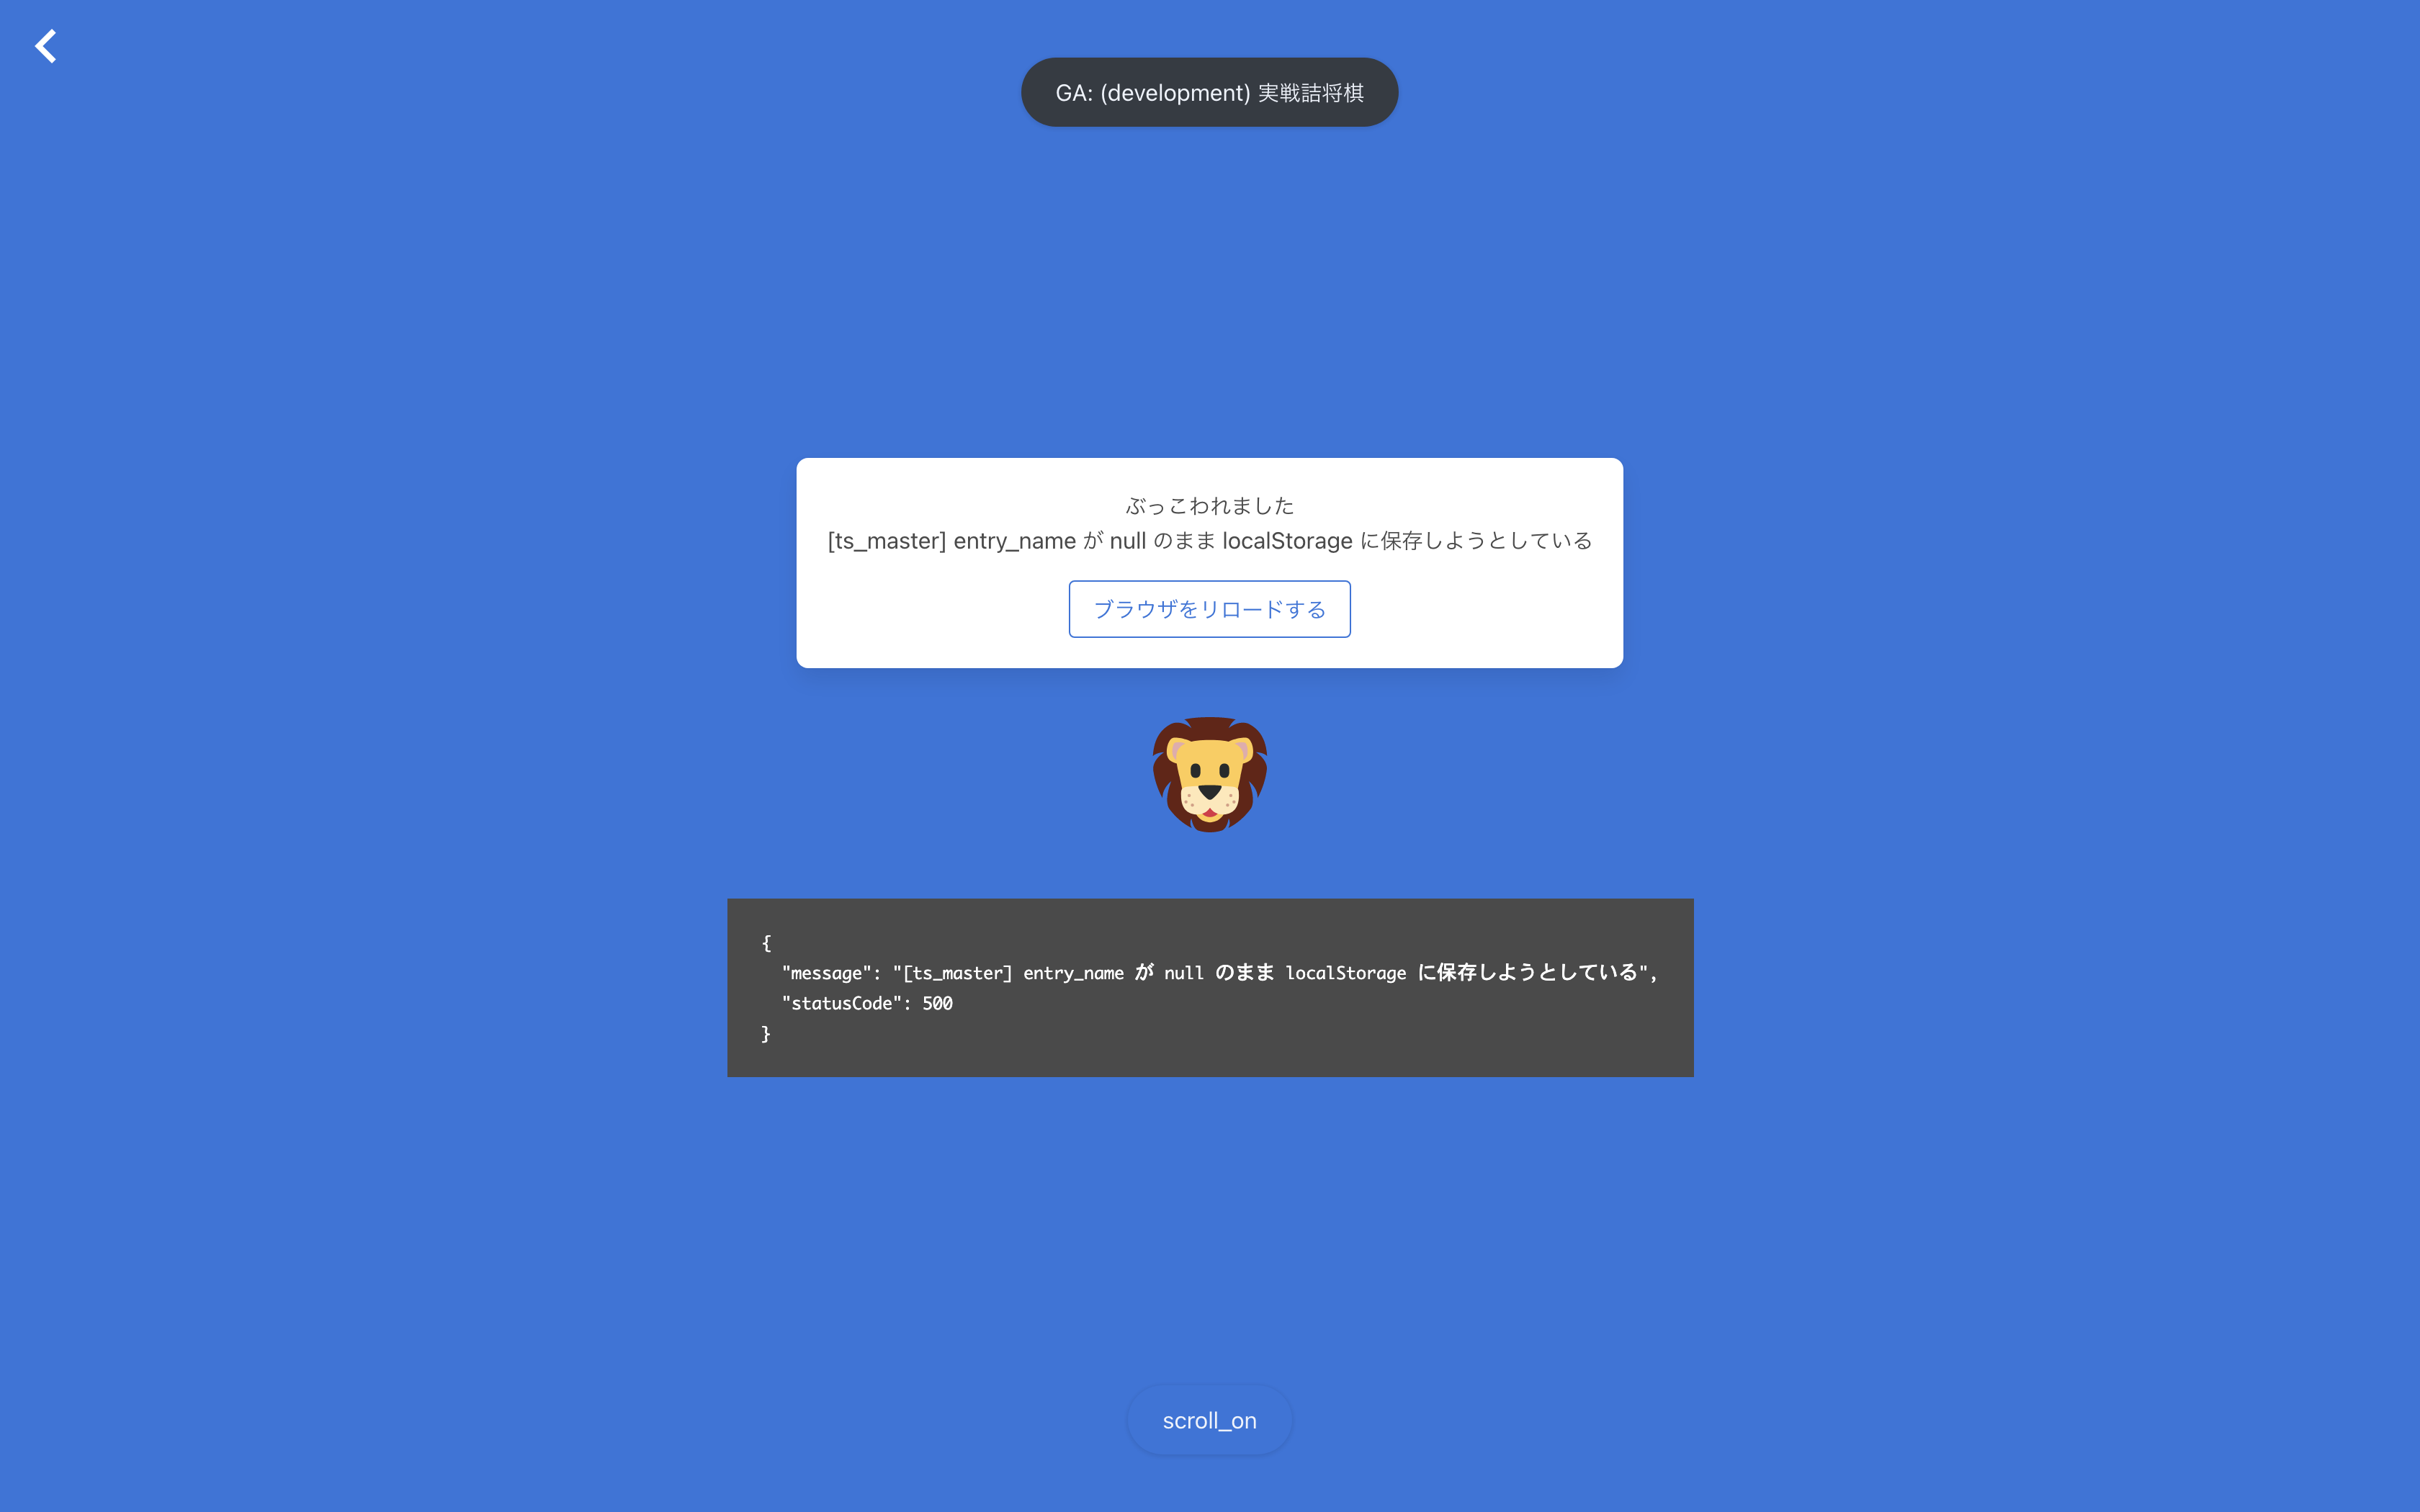 GA: (development) 実戦詰将棋
ぶっこわれました
[ts_master] entry_name が null のまま localStorage に保存しようとしている
ブラウザをリロードする
{
  "message": "[ts_master] entry_name が null のまま localStorage に保存しようとしている",
  "statusCode": 500
}
scroll_on